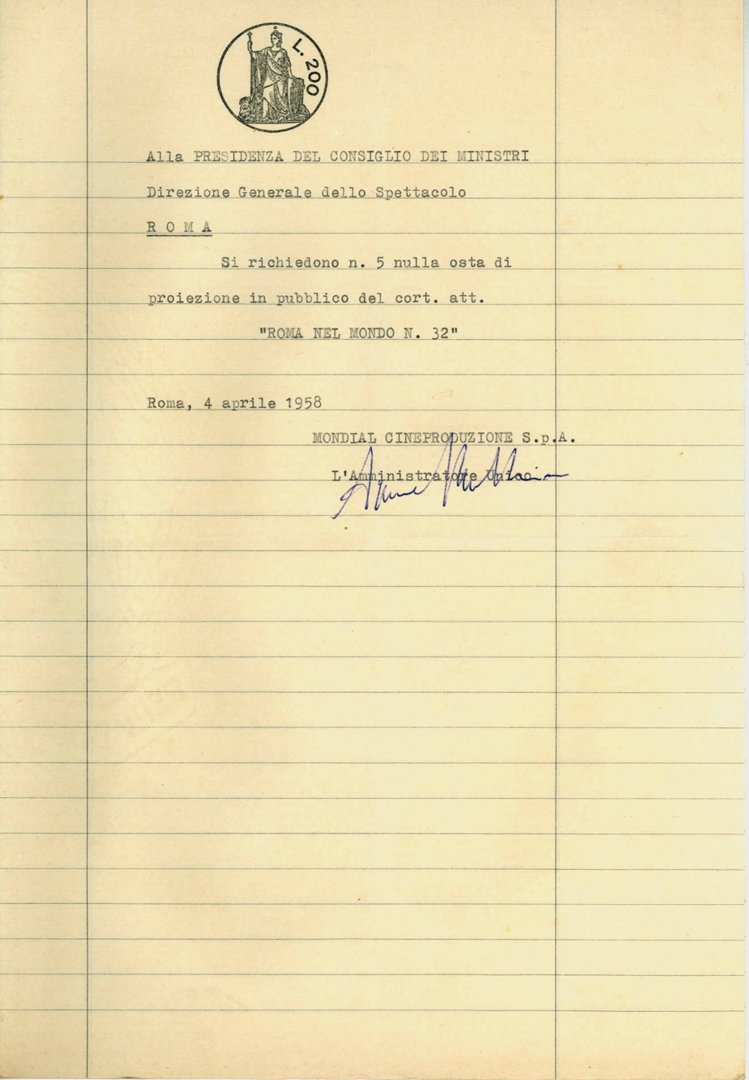 L. 200
Alla PRESIDENZA DEL CONSIGLIO DEI MINISTRI
Direzione Generale dello Spettacolo
R O M A
Si richiedono n. 5 nulla osta di
proiezione in pubblico del cort. att.
"ROMA NEL MONDO N. 32"
Roma, 4 aprile 1958
MONDIAL CINEPRODUZIONE S.p.A.
L'Amministratore Unico